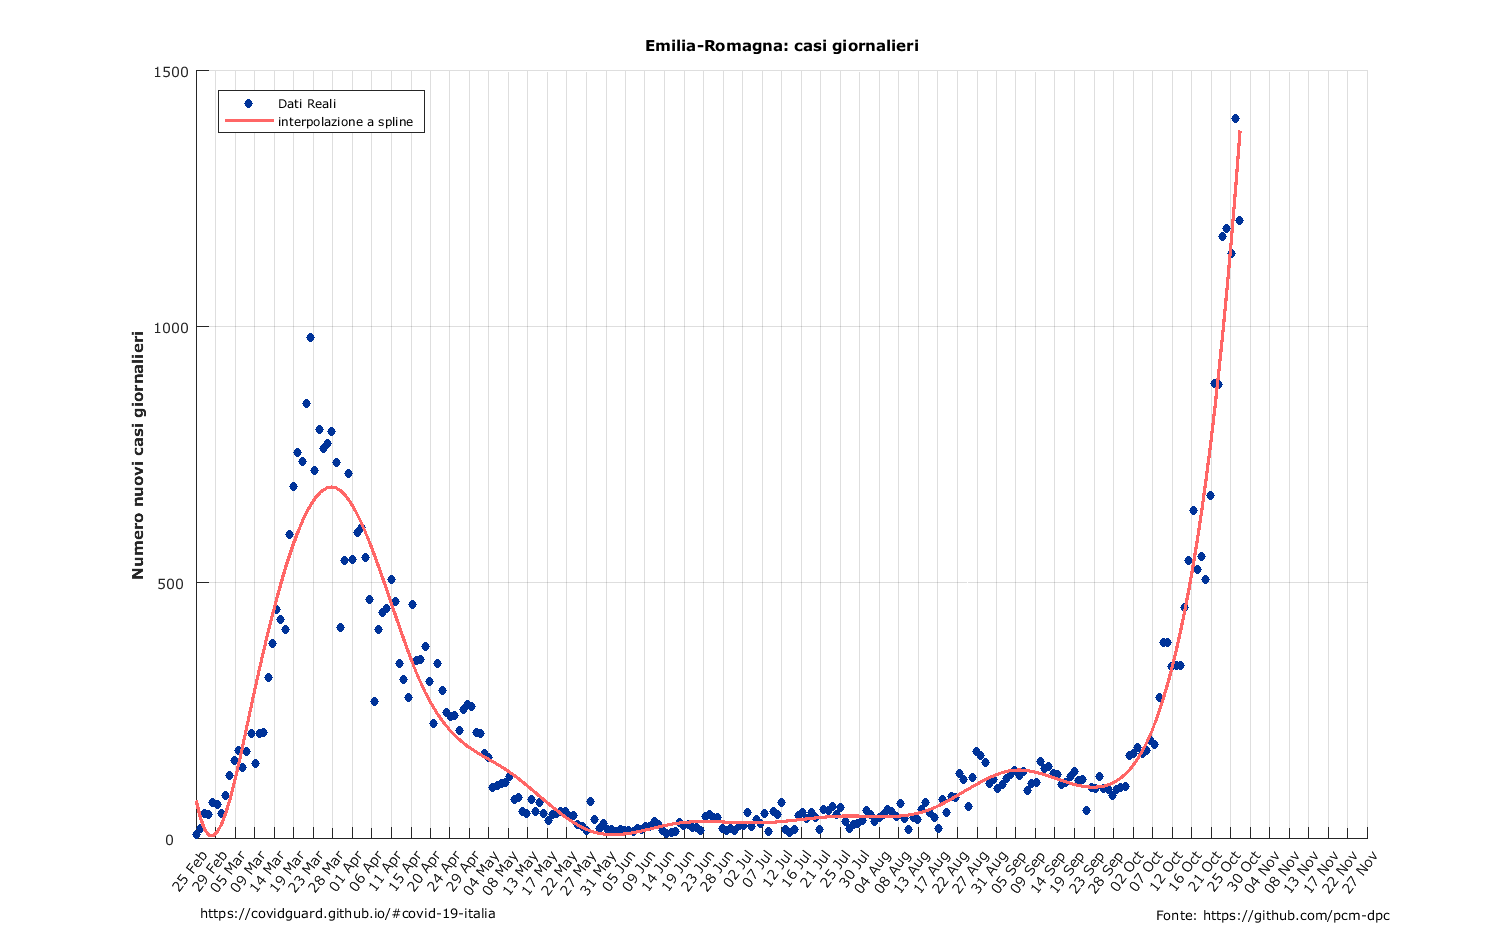 Emilia-Romagna: casi giornalieri
1500
Dati Reali
interpolazione a spline
1000
Numero nuovi casi giornalieri
500
0
25 Feb
29 Feb
05 Mar
09 Mar
14 Mar
19 Mar
23 Mar
28 Mar
01 Apr
06 Apr
11 Apr
15 Apr
20 Apr
24 Apr
29 Apr
04 May
08 May
13 May
17 May
22 May
27 May
31 May
05 Jun
09 Jun
14 Jun
19 Jun
23 Jun
28 Jun
02 Jul
07 Jul
12 Jul
16 Jul
21 Jul
25 Jul
30 Jul
04 Aug
08 Aug
13 Aug
17 Aug
22 Aug
27 Aug
31 Aug
05 Sep
09 Sep
14 Sep
19 Sep
23 Sep
28 Sep
02 Oct
07 Oct
12 Oct
16 Oct
21 Oct
25 Oct
30 Oct
04 Nov
08 Nov
13 Nov
17 Nov
22 Nov
27 Nov
https://covidguard.github.io/#covid-19-italia
Fonte: https://github.com/pcm-dpc